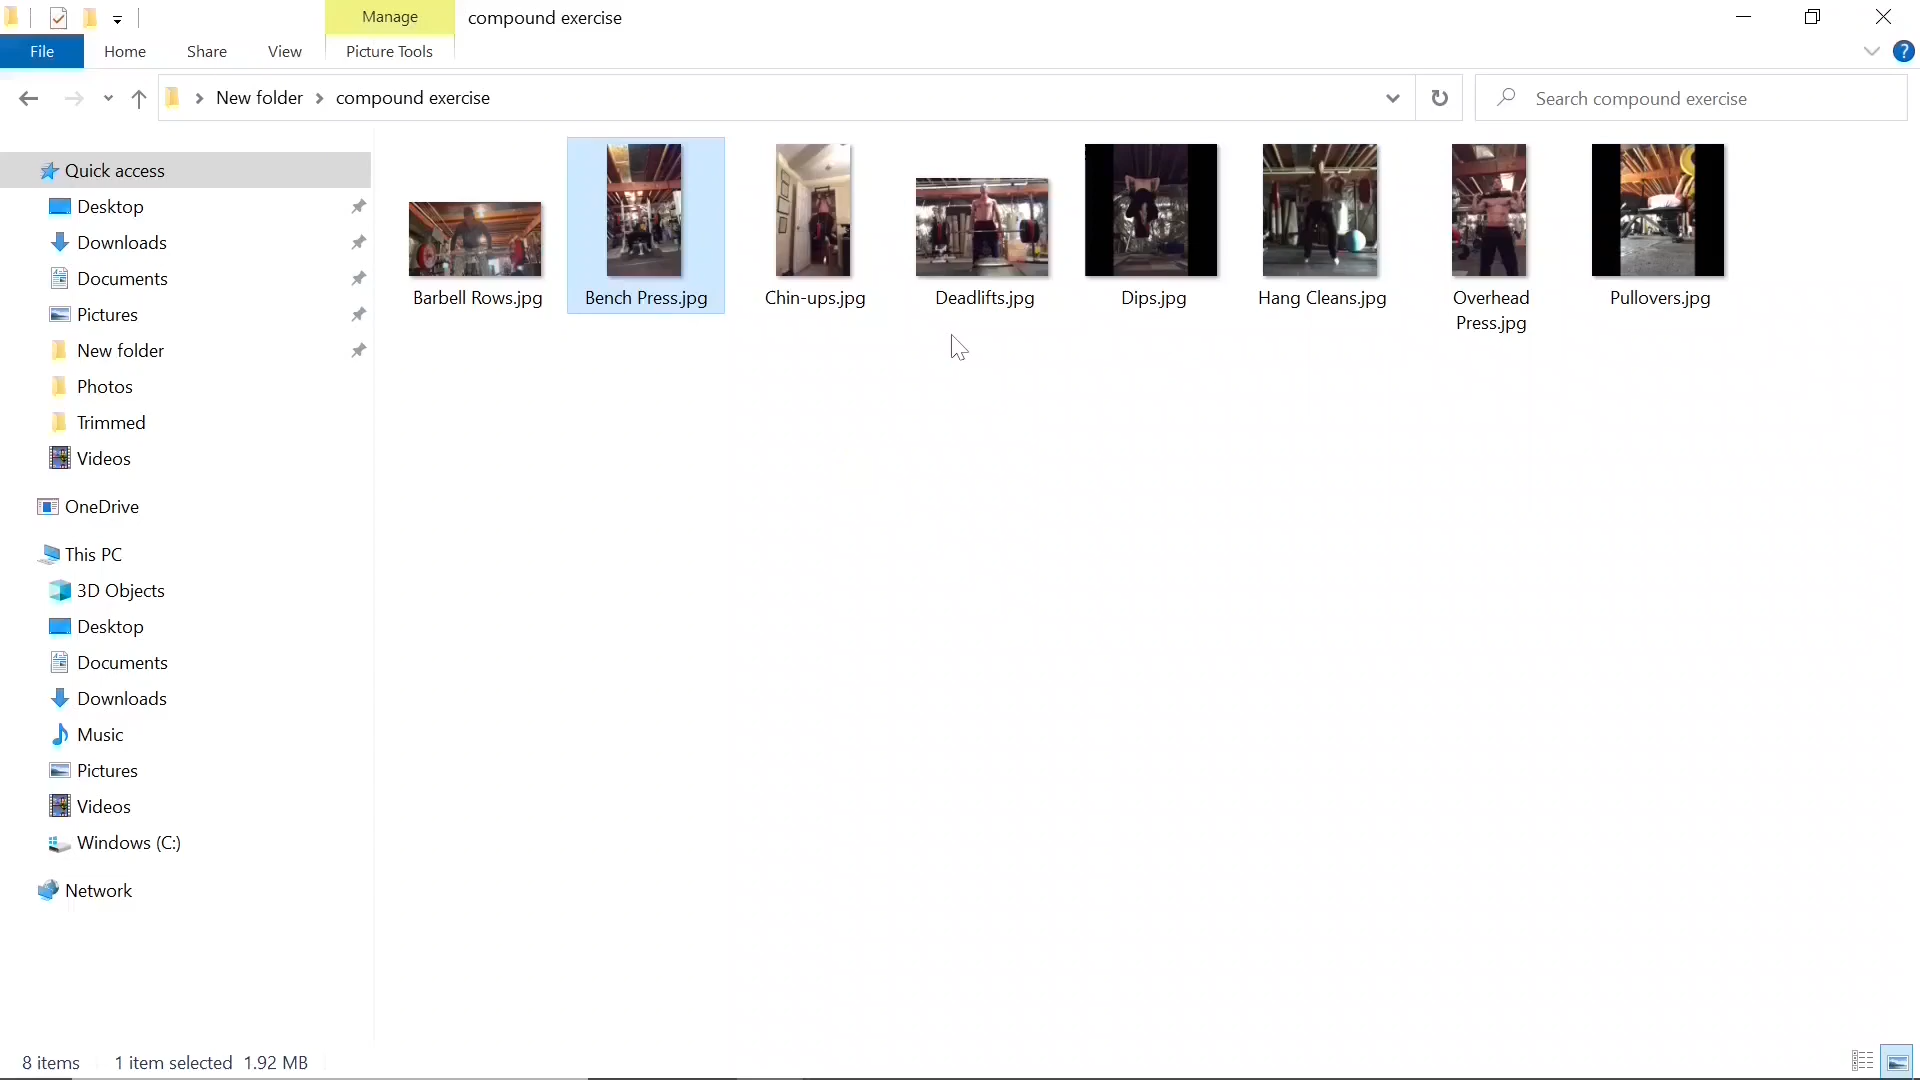 Manage
compound exercise
File
Home
Share
View
Picture Tools
New folder
compound exercise
Search compound exercise
Quick access
Desktop
Downloads
Documents
Pictures
New folder
Photos
Trimmed
Videos
OneDrive
This PC
3D Objects
Desktop
Documents
Downloads
Music
Pictures
Videos
Windows (C:)
Network
Barbell Rows.jpg
Bench Press.jpg
Chin-ups.jpg
Deadlifts.jpg
Dips.jpg
Hang Cleans.jpg
Overhead
Press.jpg
Pullovers.jpg
8 items
1 item selected 1.92 MB